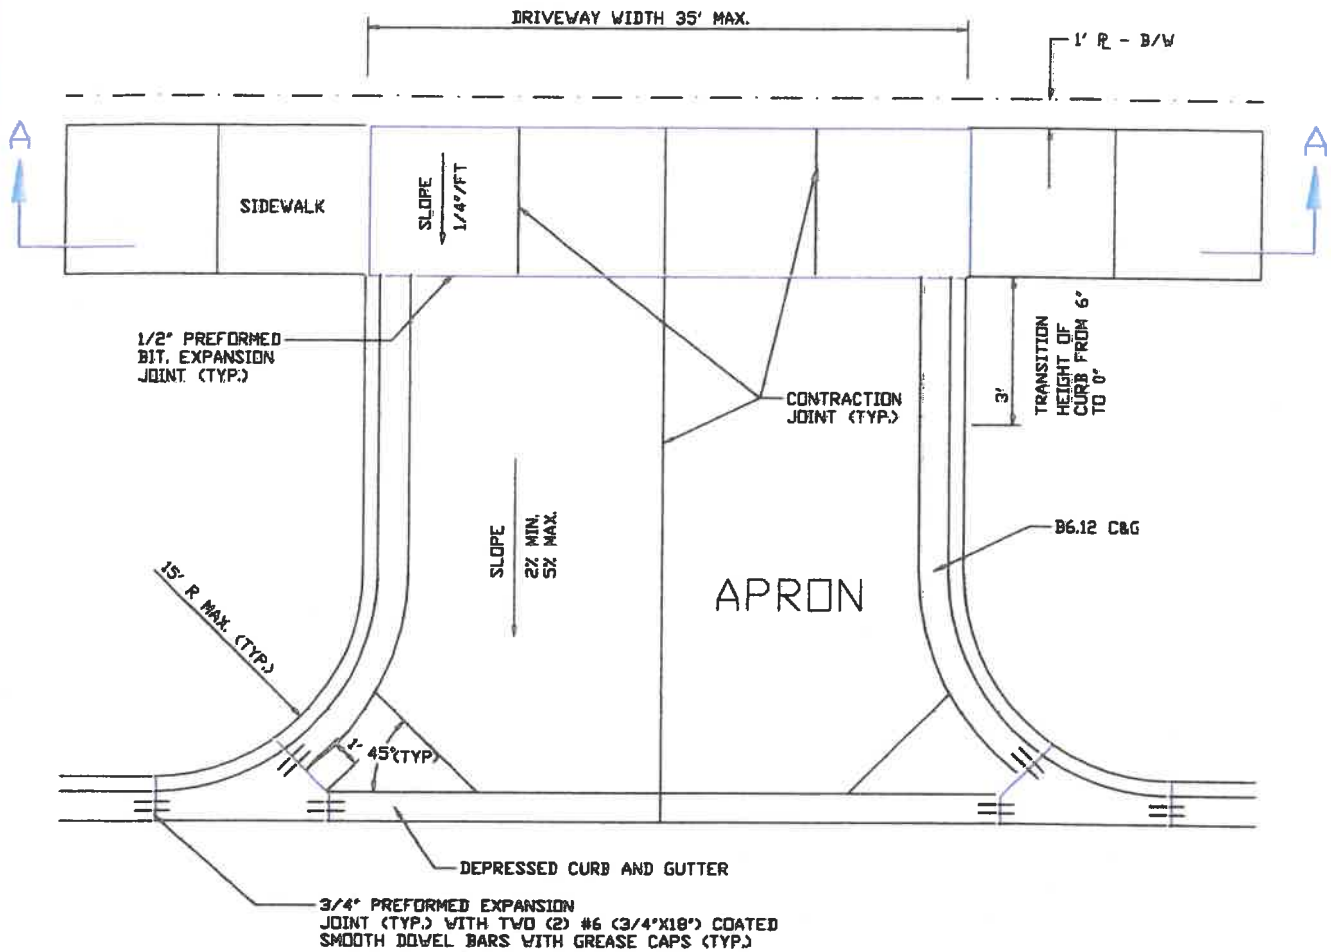 DRIVEWAY WIDTH 35' MAX.
1' ℙL - B/W
A
A
SIDEWALK
SLOPE
1/4"/FT
1/2" PREFORMED
BIT. EXPANSION
JOINT (TYP.)
CONTRACTION
JOINT (TYP.)
3'
TRANSITION
HEIGHT OF
CURB FROM 6"
TO 0"
SLOPE
2% MIN.
5% MAX.
B6.12 C&G
APRON
15' R MAX. (TYP.)
1'
45°(TYP)
DEPRESSED CURB AND GUTTER
3/4" PREFORMED EXPANSION
JOINT (TYP.) WITH TWO (2) #6 (3/4"X18") COATED
SMOOTH DOWEL BARS WITH GREASE CAPS (TYP.)